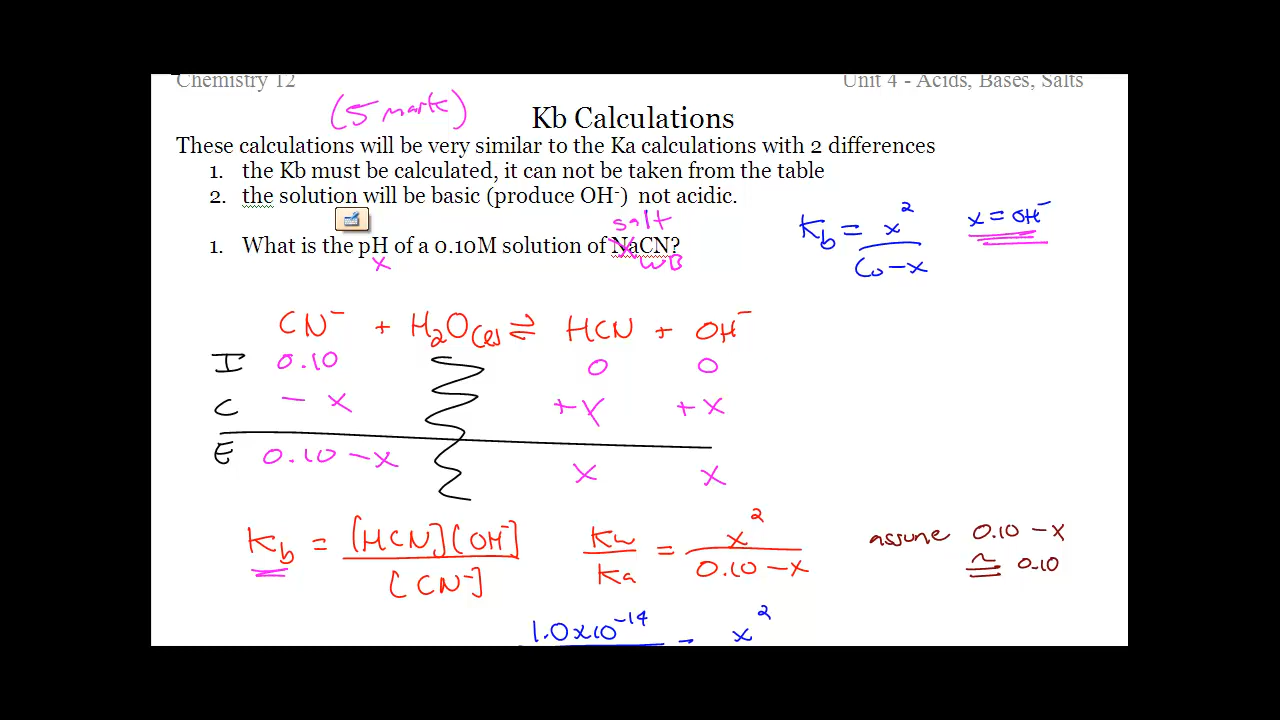 Chemistry 12 Unit 4 - Acids, Bases, Salts
(5 mark)
Kb Calculations
These calculations will be very similar to the Ka calculations with 2 differences
1. the Kb must be calculated, it can not be taken from the table
2. the solution will be basic (produce OH-) not acidic.
salt
1. What is the pH of a 0.10M solution of NaCN?
x WB
Kb = x² / (Co - x) x = OH⁻
CN⁻ + H₂O(l) ⇌ HCN + OH⁻
I 0.10 0 0
C - x + x + x
E 0.10 - x x x
Kb = [HCN][OH⁻] / [CN⁻] Kw / Ka = x² / 0.10 - x assume 0.10 - x
≅ 0.10
1.0 x 10⁻¹⁴ = x²